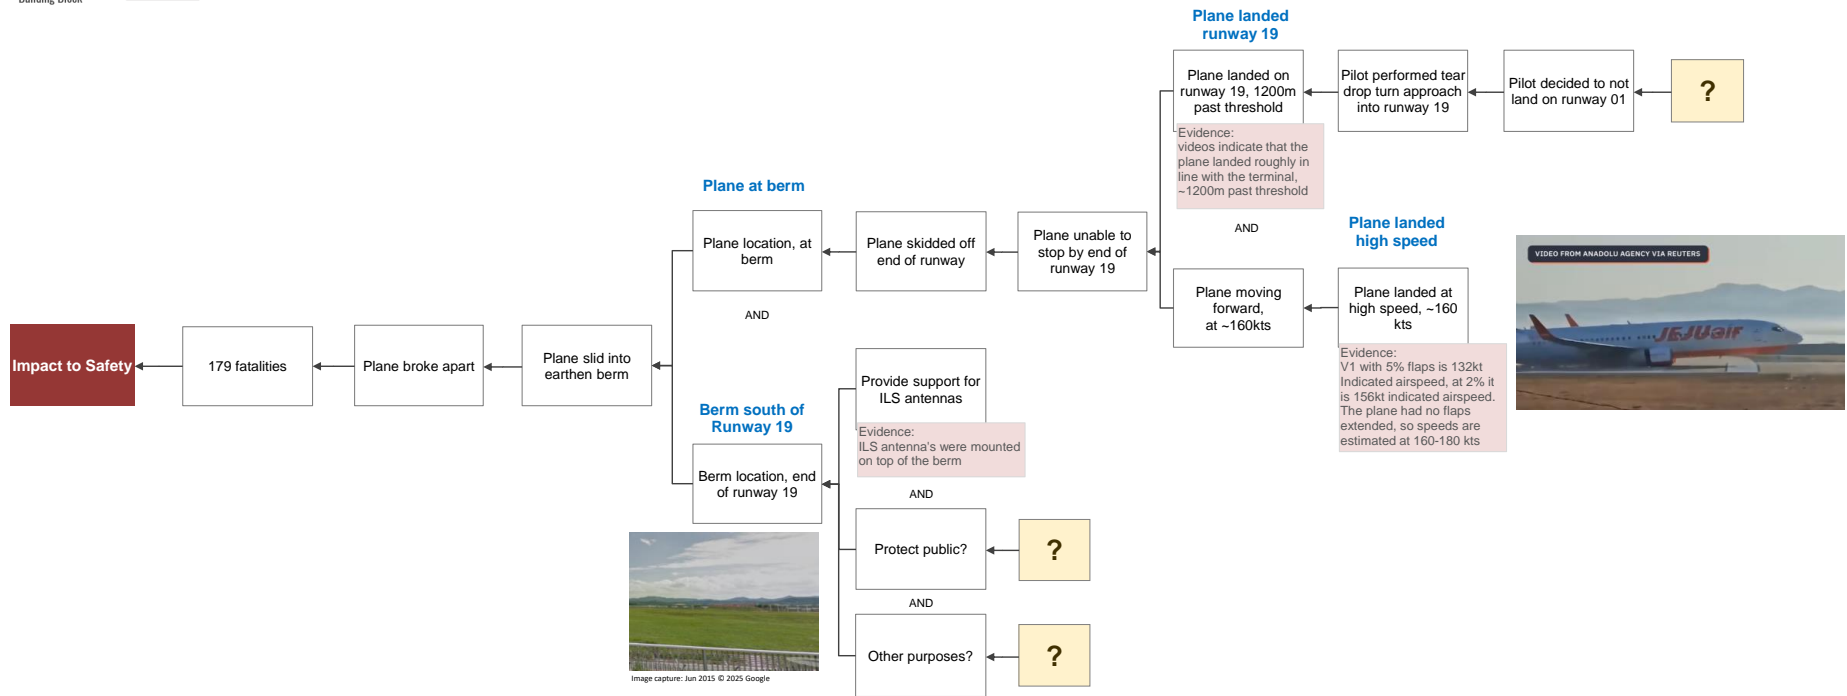 Building Block
Plane landed
runway 19
Plane landed on
runway 19, 1200m
past threshold
Pilot performed tear
drop turn approach
into runway 19
Pilot decided to not
land on runway 01
?
Evidence:
videos indicate that the
plane landed roughly in
line with the terminal,
~1200m past threshold
AND
Plane at berm
Plane location, at
berm
Plane skidded off
end of runway
Plane unable to
stop by end of
runway 19
Plane landed
high speed
Plane moving
forward,
at ~160kts
Plane landed at
high speed, ~160
kts
Evidence:
V1 with 5% flaps is 132kt
Indicated airspeed, at 2% it
is 156kt indicated airspeed.
The plane had no flaps
extended, so speeds are
estimated at 160-180 kts
VIDEO FROM ANADOLU AGENCY VIA REUTERS
JEJUair
AND
Impact to Safety
179 fatalities
Plane broke apart
Plane slid into
earthen berm
Berm south of
Runway 19
Berm location, end
of runway 19
Provide support for
ILS antennas
Evidence:
ILS antenna's were mounted
on top of the berm
AND
Protect public?
?
AND
Other purposes?
?
Image capture: Jun 2015 © 2025 Google